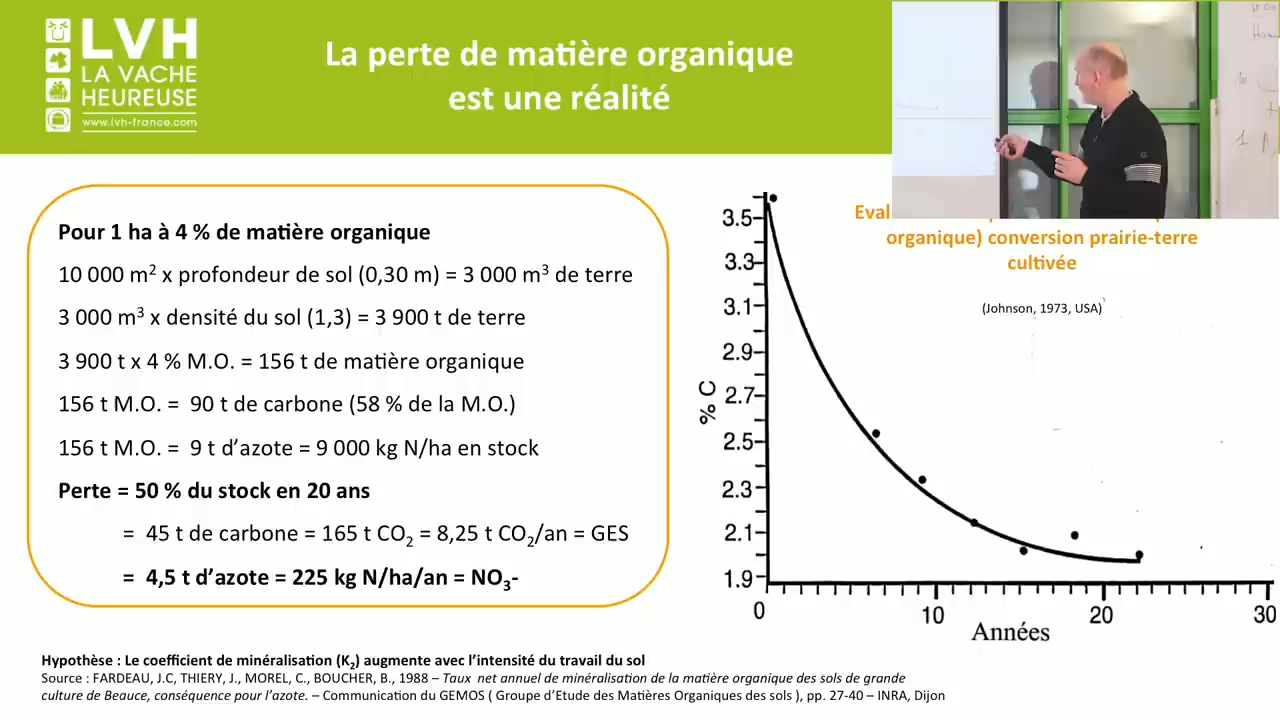 LVH
LA VACHE
HEUREUSE
www.lvh-france.com
La perte de matière organique
est une réalité
Pour 1 ha à 4 % de matière organique
10 000 m² x profondeur de sol (0,30 m) = 3 000 m³ de terre
3 000 m³ x densité du sol (1,3) = 3 900 t de terre
3 900 t x 4 % M.O. = 156 t de matière organique
156 t M.O. = 90 t de carbone (58 % de la M.O.)
156 t M.O. = 9 t d’azote = 9 000 kg N/ha en stock
Perte = 50 % du stock en 20 ans
= 45 t de carbone = 165 t CO₂ = 8,25 t CO₂/an = GES
= 4,5 t d’azote = 225 kg N/ha/an = NO₃-
organique) conversion prairie-terre
cultivée
(Johnson, 1973, USA)
% C
3.5
3.3
3.1
2.9
2.7
2.5
2.3
2.1
1.9
0 10 20 30
Années
Hypothèse : Le coefficient de minéralisation (K₂) augmente avec l’intensité du travail du sol
Source : FARDEAU, J.C, THIERY, J., MOREL, C., BOUCHER, B., 1988 – Taux net annuel de minéralisation de la matière organique des sols de grande
culture de Beauce, conséquence pour l’azote. – Communication du GEMOS ( Groupe d’Etude des Matières Organiques des sols ), pp. 27-40 – INRA, Dijon